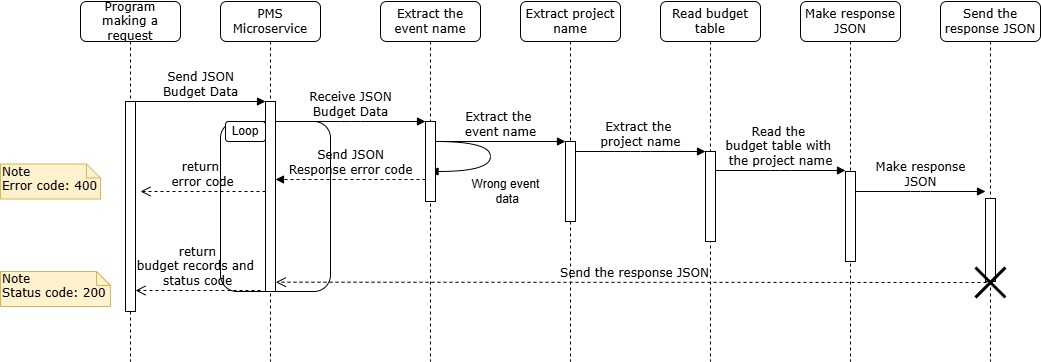 Program
making a
request
PMS
Microservice
Extract the
event name
Extract project
name
Read budget
table
Make response
JSON
Send the
response JSON
Send JSON
Budget Data
Receive JSON
Budget Data
Loop
Extract the
event name
Extract the
project name
Read the
budget table with
the project name
Make response
JSON
Send JSON
Response error code
Wrong event
data
return
error code
Note
Error code: 400
return
budget records and
status code
Send the response JSON
Note
Status code: 200